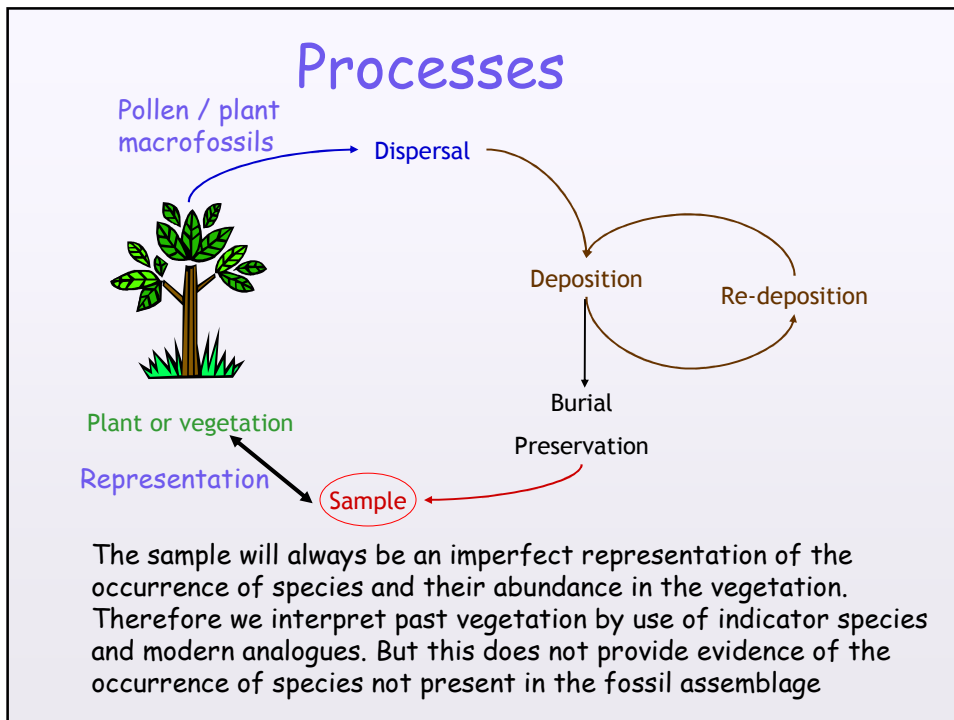 Processes
Pollen / plant
macrofossils
Dispersal
Deposition
Re-deposition
Burial
Preservation
Plant or vegetation
Representation
Sample
The sample will always be an imperfect representation of the
occurrence of species and their abundance in the vegetation.
Therefore we interpret past vegetation by use of indicator species
and modern analogues. But this does not provide evidence of the
occurrence of species not present in the fossil assemblage